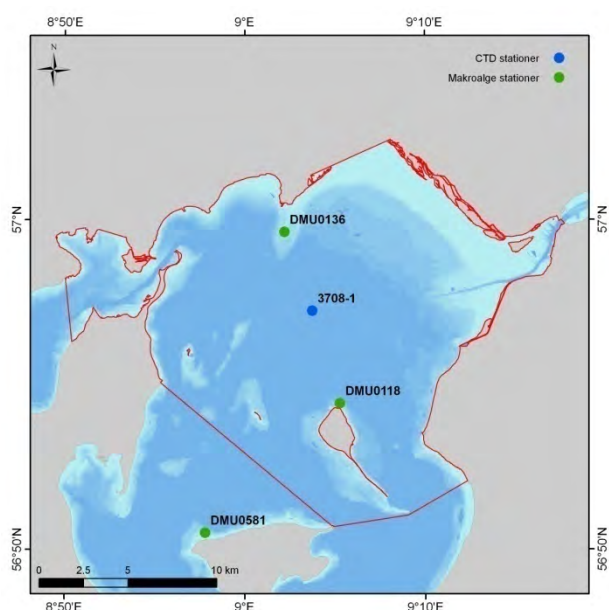 8°50'E 9°E 9°10'E
N
CTD stationer
Makroalge stationer
57°N 57°N
DMU0136
3708-1
DMU0118
DMU0581
56°50'N 56°50'N
0 2.5 5 10 km
8°50'E 9°E 9°10'E